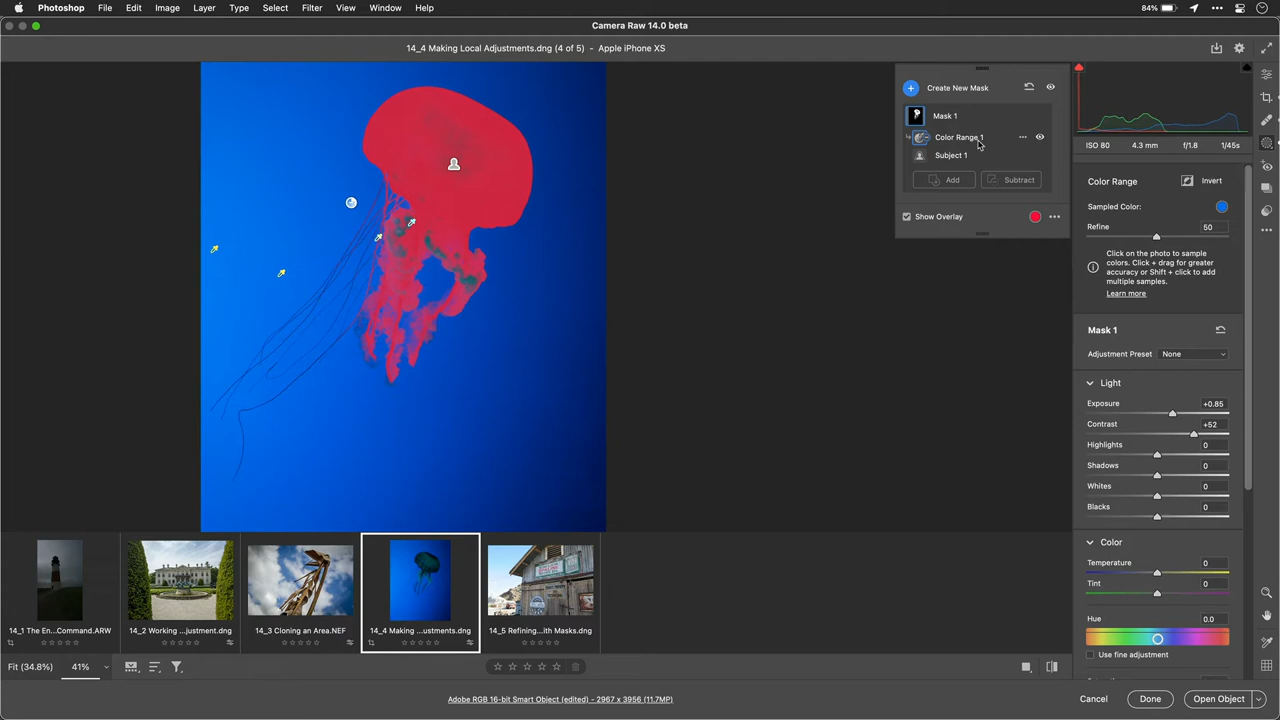 Photoshop File Edit Image Layer Type Select Filter View Window Help 84%
Camera Raw 14.0 beta
14_4 Making Local Adjustments.dng (4 of 5) - Apple iPhone XS
Create New Mask
Mask 1
Color Range 1
Subject 1
Add Subtract
Show Overlay
ISO 80 4.3 mm f/1.8 1/45s
Color Range Invert
Sampled Color:
Refine 50
Click on the photo to sample
colors. Click + drag for greater
accuracy or Shift + click to add
multiple samples.
Learn more
Mask 1
Adjustment Preset None
Light
Exposure +0.85
Contrast +52
Highlights 0
Shadows 0
Whites 0
Blacks 0
Color
Temperature 0
Tint 0
Hue 0.0
Use fine adjustment
14_1 The En...Command.ARW
14_2 Working ...justment.dng
14_3 Cloning an Area.NEF
14_4 Making ...ustments.dng
14_5 Refining...ith Masks.dng
Fit (34.8%) 41%
Adobe RGB 16-bit Smart Object (edited) - 2967 x 3956 (11.7MP)
Cancel Done Open Object